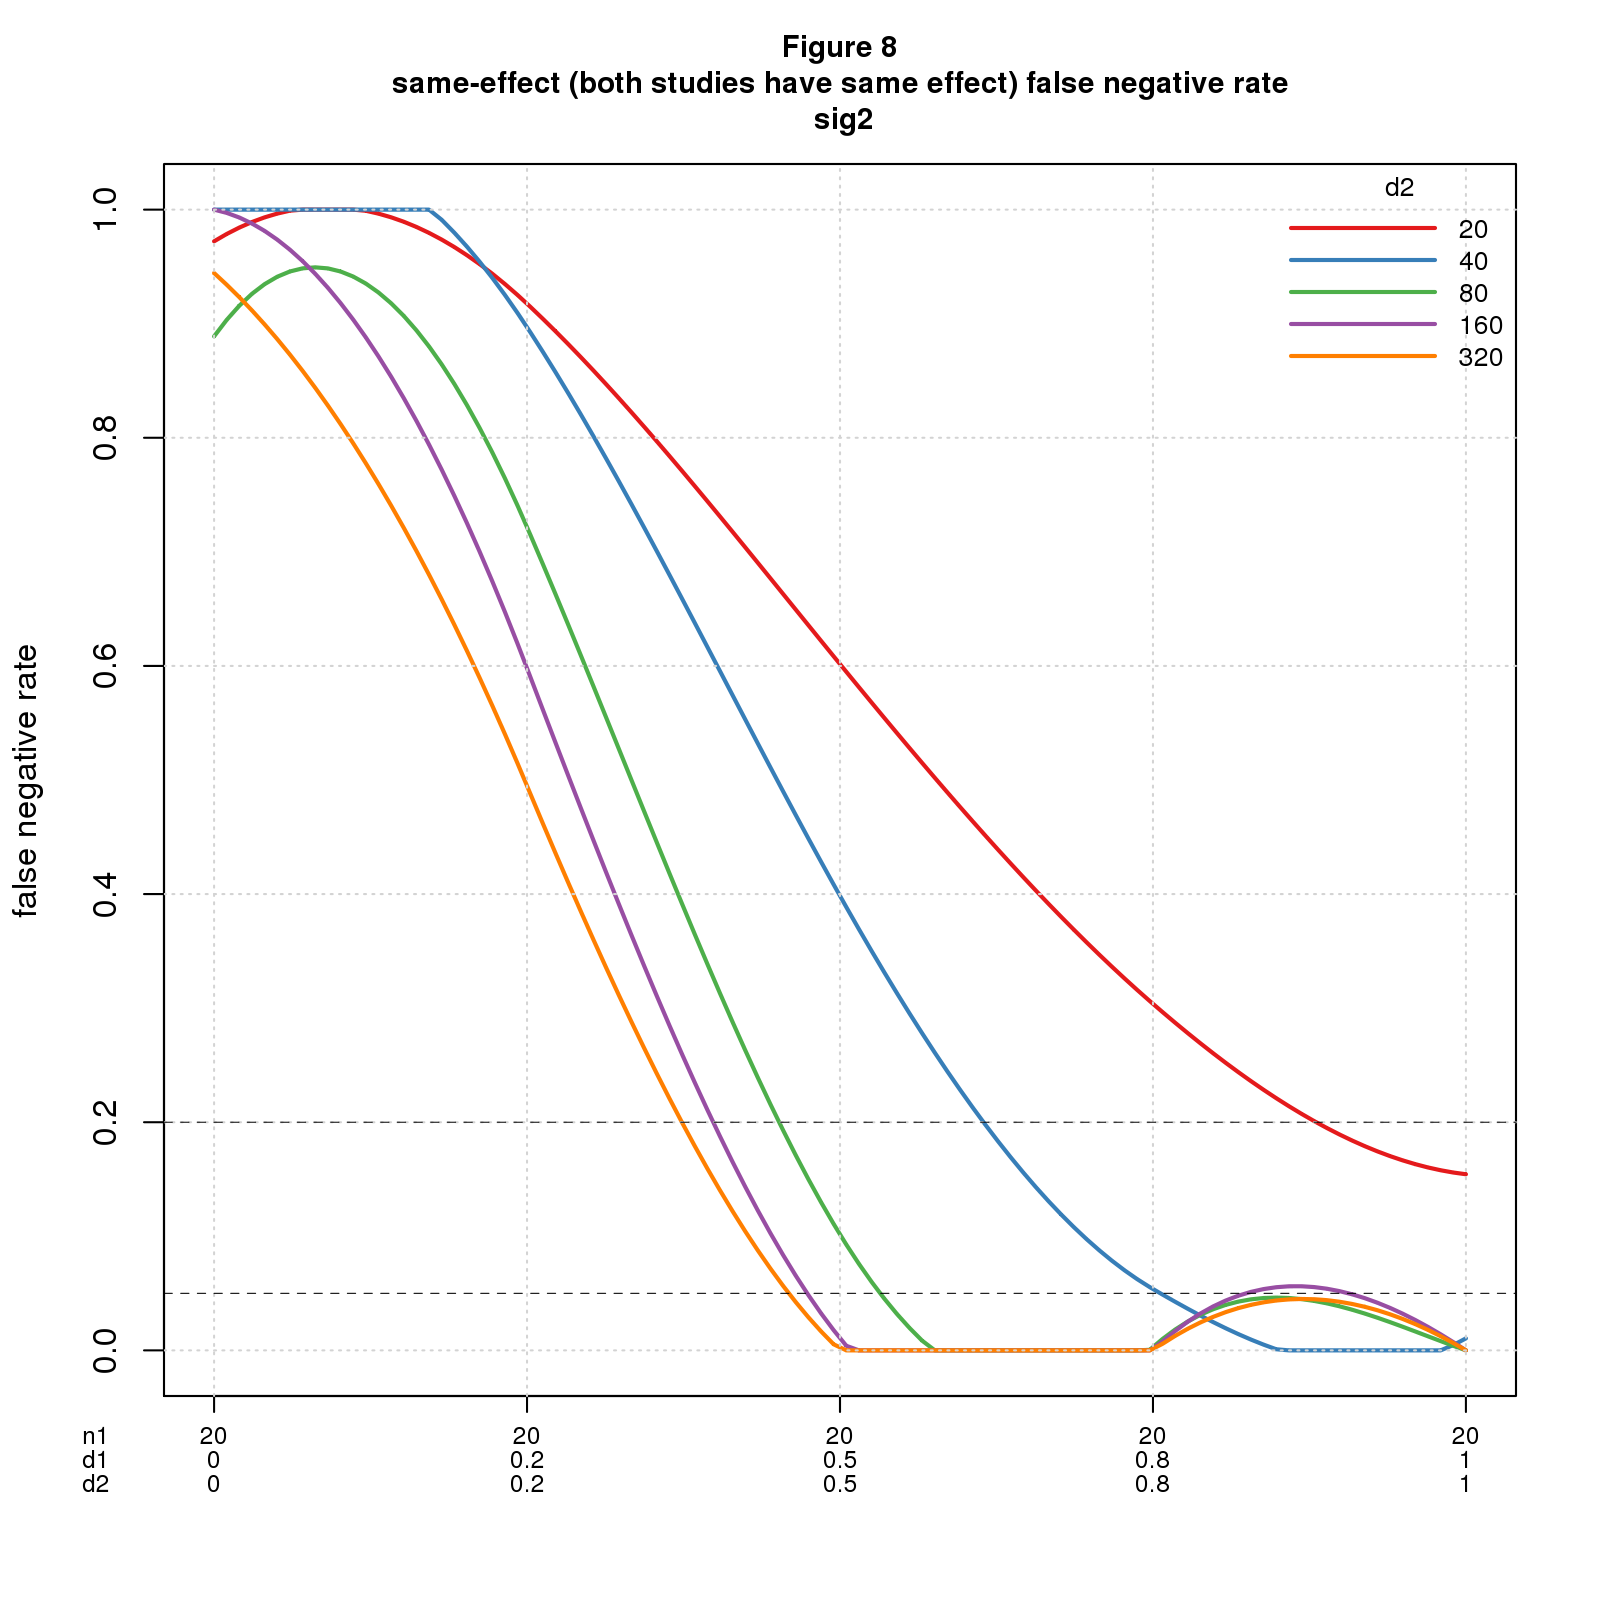 Figure 8
same-effect (both studies have same effect) false negative rate
sig2
d2
20
40
80
160
320
false negative rate
1.0
0.8
0.6
0.4
0.2
0.0
n1 20 20 20 20 20
d1 0 0.2 0.5 0.8 1
d2 0 0.2 0.5 0.8 1